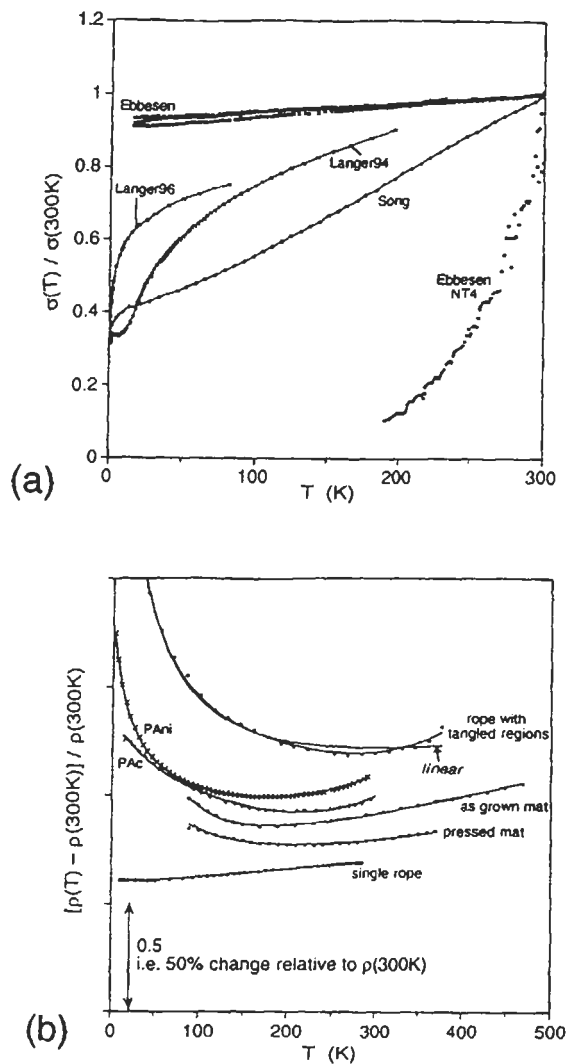 1.2
1
0.8
0.6
0.4
0.2
0
σ(T) / σ(300K)
Ebbesen
Langer96
Langer94
Song
Ebbesen
NT4
0
100
200
300
T (K)
(a)
[ρ(T) – ρ(300K)] / ρ(300K)
PAni
PAc
rope with
tangled regions
linear
as grown mat
pressed mat
single rope
0.5
i.e. 50% change relative to ρ(300K)
0
100
200
300
400
500
T (K)
(b)